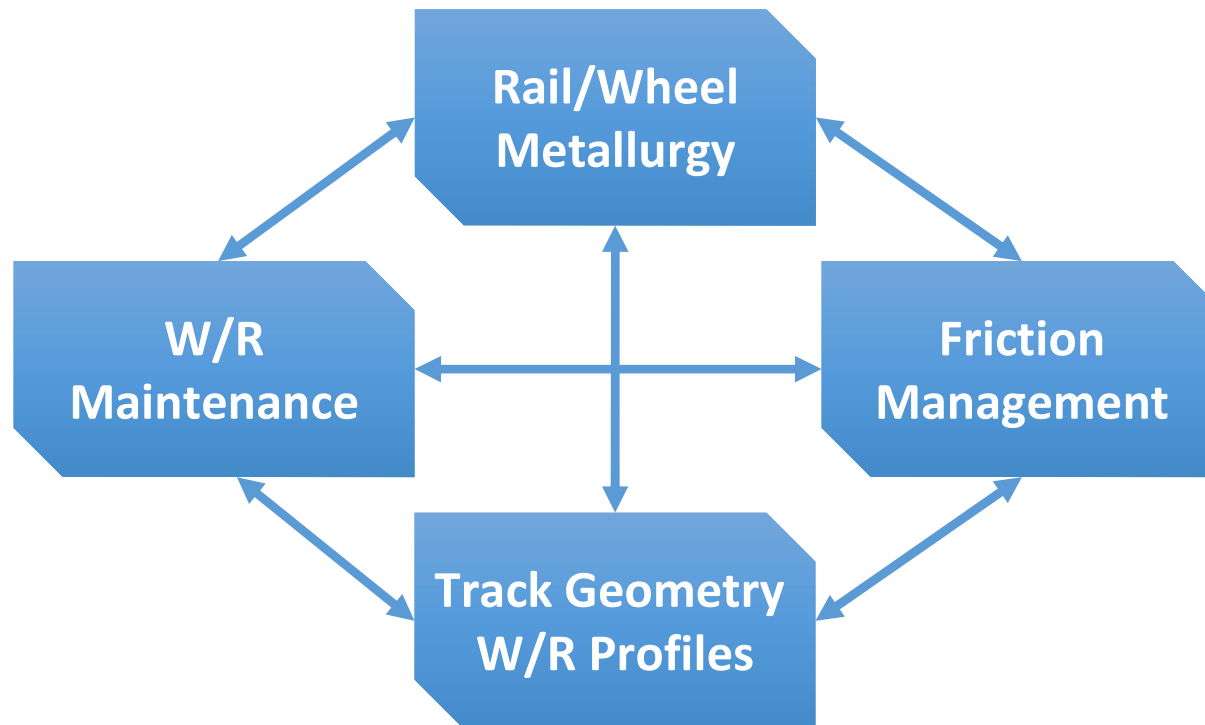 Rail/Wheel
Metallurgy
W/R
Maintenance
Friction
Management
Track Geometry
W/R Profiles